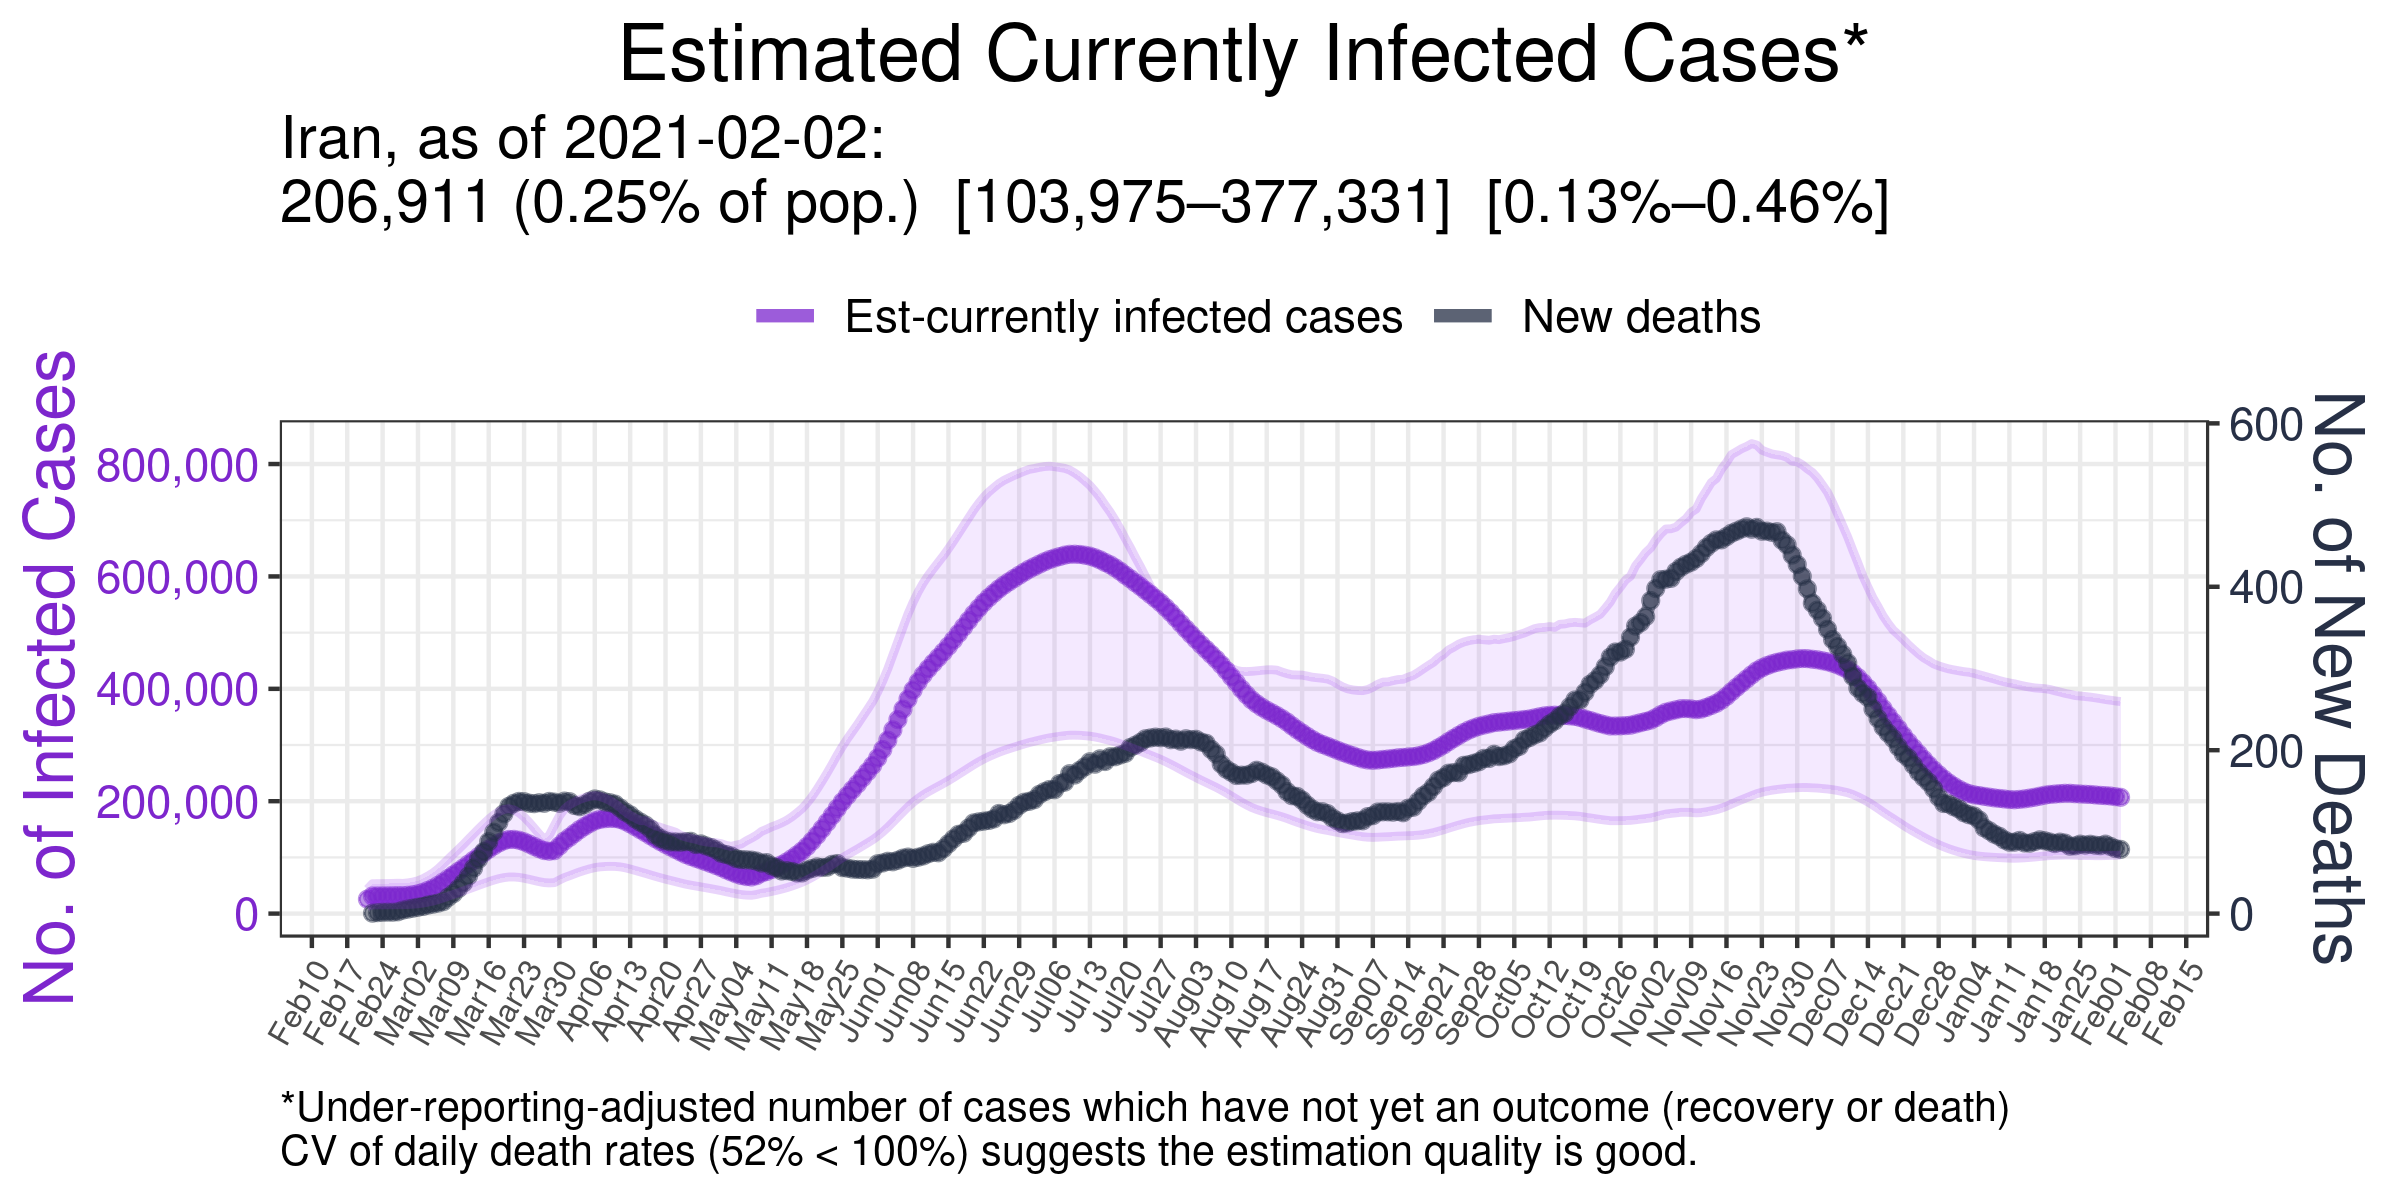 Estimated Currently Infected Cases*
Iran, as of 2021-02-02:
206,911 (0.25% of pop.)  [103,975–377,331]  [0.13%–0.46%]
Est-currently infected cases
New deaths
No. of Infected Cases
800,000
600,000
400,000
200,000
0
600
400
200
0
No. of New Deaths
Feb10
Feb17
Feb24
Mar02
Mar09
Mar16
Mar23
Mar30
Apr06
Apr13
Apr20
Apr27
May04
May11
May18
May25
Jun01
Jun08
Jun15
Jun22
Jun29
Jul06
Jul13
Jul20
Jul27
Aug03
Aug10
Aug17
Aug24
Aug31
Sep07
Sep14
Sep21
Sep28
Oct05
Oct12
Oct19
Oct26
Nov02
Nov09
Nov16
Nov23
Nov30
Dec07
Dec14
Dec21
Dec28
Jan04
Jan11
Jan18
Jan25
Feb01
Feb08
Feb15
*Under-reporting-adjusted number of cases which have not yet an outcome (recovery or death)
CV of daily death rates (52% < 100%) suggests the estimation quality is good.